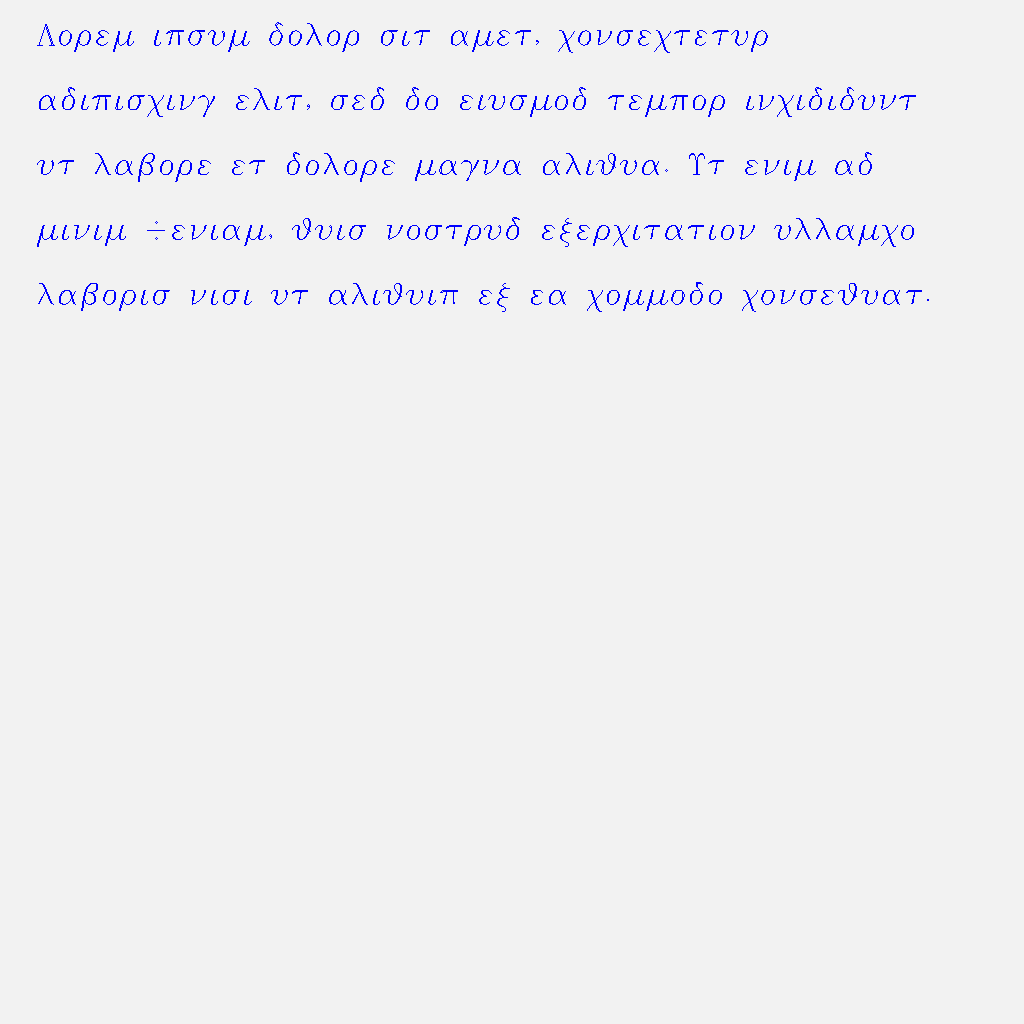 Λορεμ ιπσυμ δολορ σιτ αμετ, χονσεχτετυρ
αδιπισχινγ ελιτ, σεδ δο ειυσμοδ τεμπορ ινχιδιδυντ
υτ λαβορε ετ δολορε μαγνα αλιϑυα. ϒτ ενιμ αδ
μινιμ ÷ενιαμ, ϑυισ νοστρυδ εξερχιτατιον υλλαμχο
λαβορισ νισι υτ αλιϑυιπ εξ εα χομμοδο χονσεϑυατ.